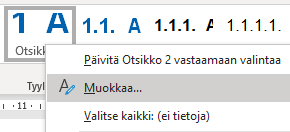 1 A 1.1. A 1.1.1. A 1.1.1.1.
Otsikk
Päivitä Otsikko 2 vastaamaan valintaa
Muokkaa...
Tyyl
Valitse kaikki: (ei tietoja)
11